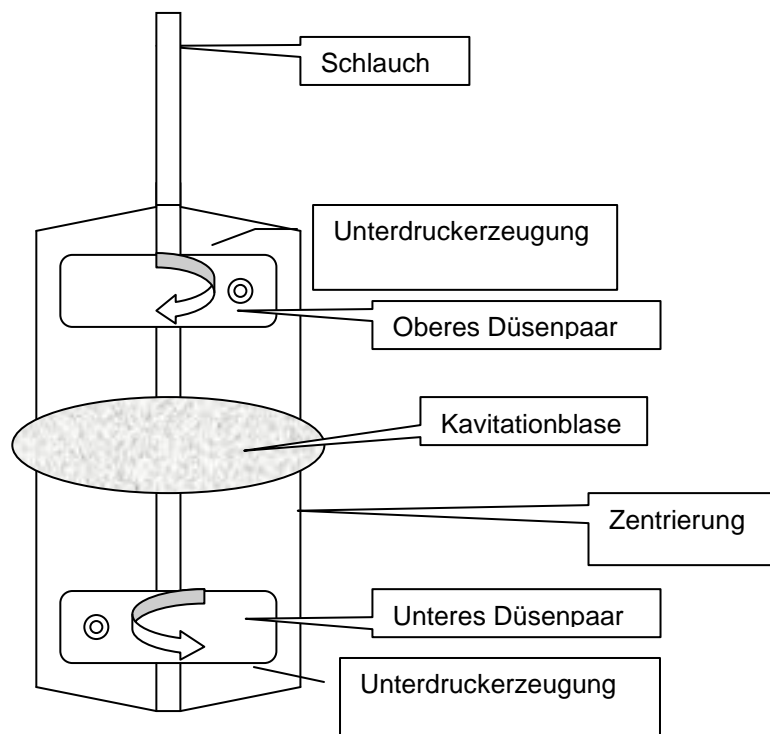 Schlauch
Unterdruckerzeugung
Oberes Düsenpaar
Kavitationblase
Zentrierung
Unteres Düsenpaar
Unterdruckerzeugung